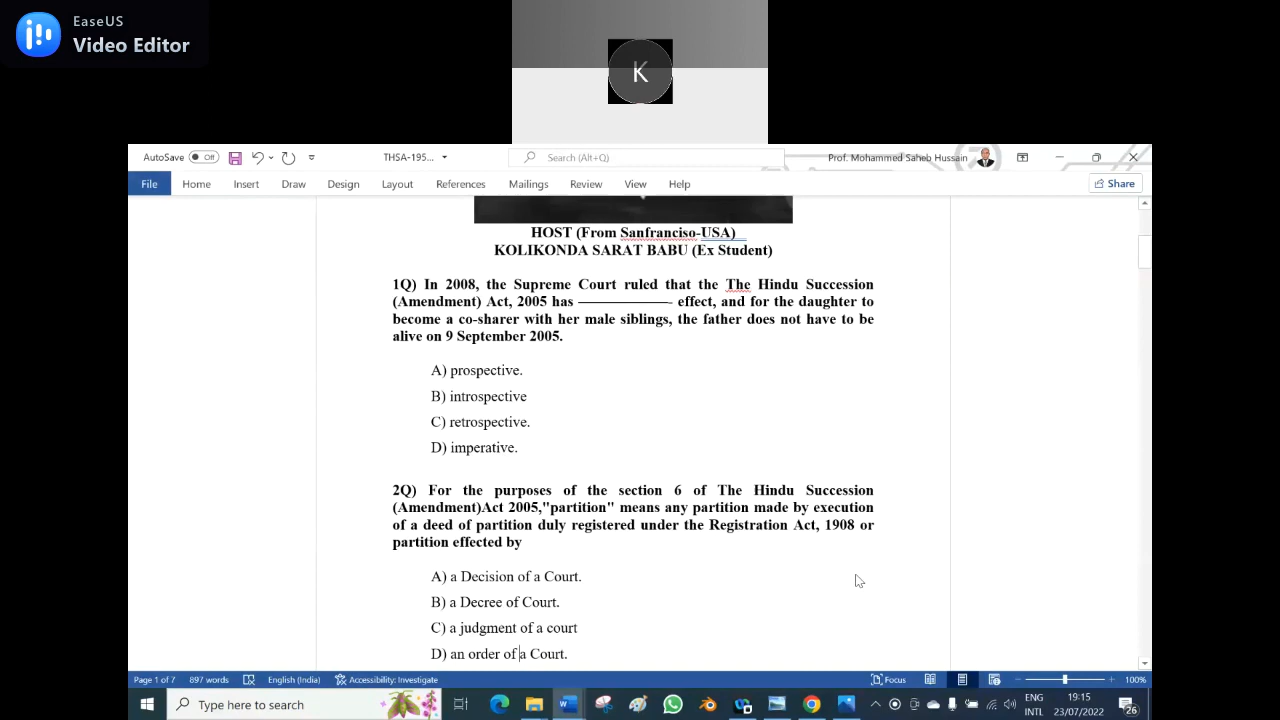 EaseUS
Video Editor
K
AutoSave Off THSA-195... Search (Alt+Q) Prof. Mohammed Saheb Hussain
File Home Insert Draw Design Layout References Mailings Review View Help Share
HOST (From Sanfranciso-USA)
KOLIKONDA SARAT BABU (Ex Student)
1Q) In 2008, the Supreme Court ruled that the The Hindu Succession
(Amendment) Act, 2005 has —————— effect, and for the daughter to
become a co-sharer with her male siblings, the father does not have to be
alive on 9 September 2005.
A) prospective.
B) introspective
C) retrospective.
D) imperative.
2Q) For the purposes of the section 6 of The Hindu Succession
(Amendment)Act 2005,"partition" means any partition made by execution
of a deed of partition duly registered under the Registration Act, 1908 or
partition effected by
A) a Decision of a Court.
B) a Decree of Court.
C) a judgment of a court
D) an order of a Court.
Page 1 of 7 897 words English (India) Accessibility: Investigate Focus 100%
Type here to search ENG 19:15
INTL 23/07/2022 26